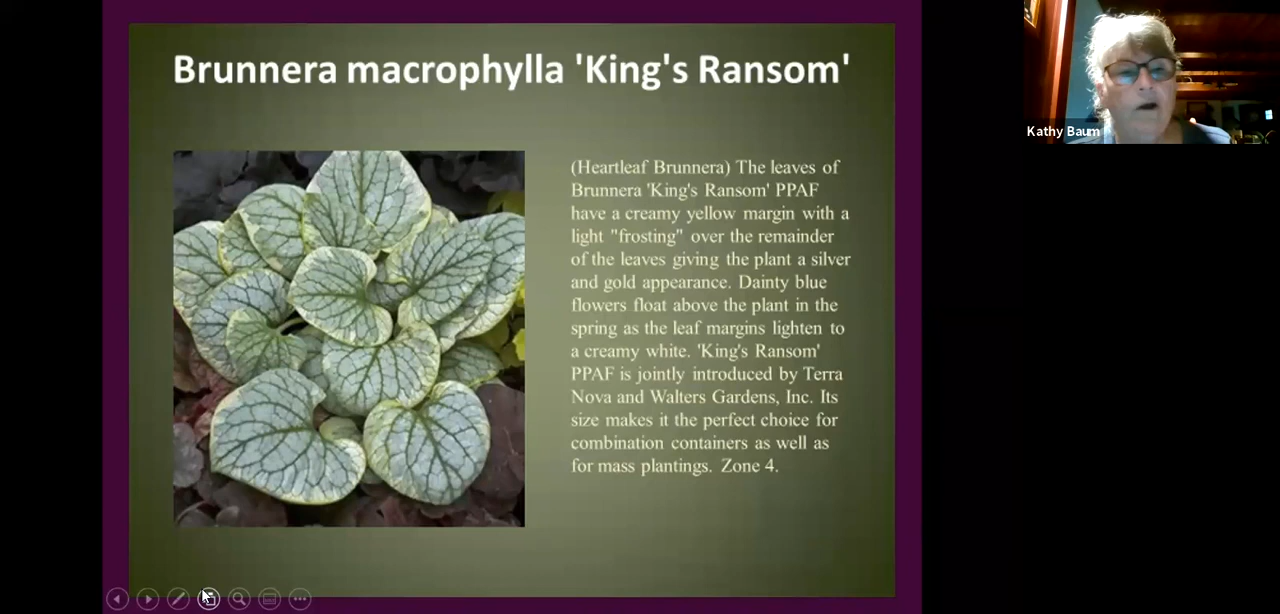 Brunnera macrophylla 'King's Ransom'
(Heartleaf Brunnera) The leaves of
Brunnera 'King's Ransom' PPAF
have a creamy yellow margin with a
light "frosting" over the remainder
of the leaves giving the plant a silver
and gold appearance. Dainty blue
flowers float above the plant in the
spring as the leaf margins lighten to
a creamy white. 'King's Ransom'
PPAF is jointly introduced by Terra
Nova and Walters Gardens, Inc. Its
size makes it the perfect choice for
combination containers as well as
for mass plantings. Zone 4.
Kathy Baum